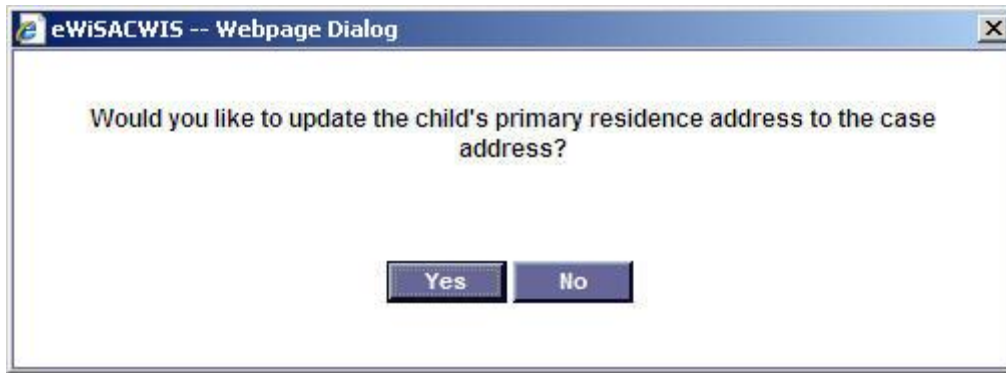 eWiSACWIS -- Webpage Dialog
Would you like to update the child's primary residence address to the case
address?
Yes No